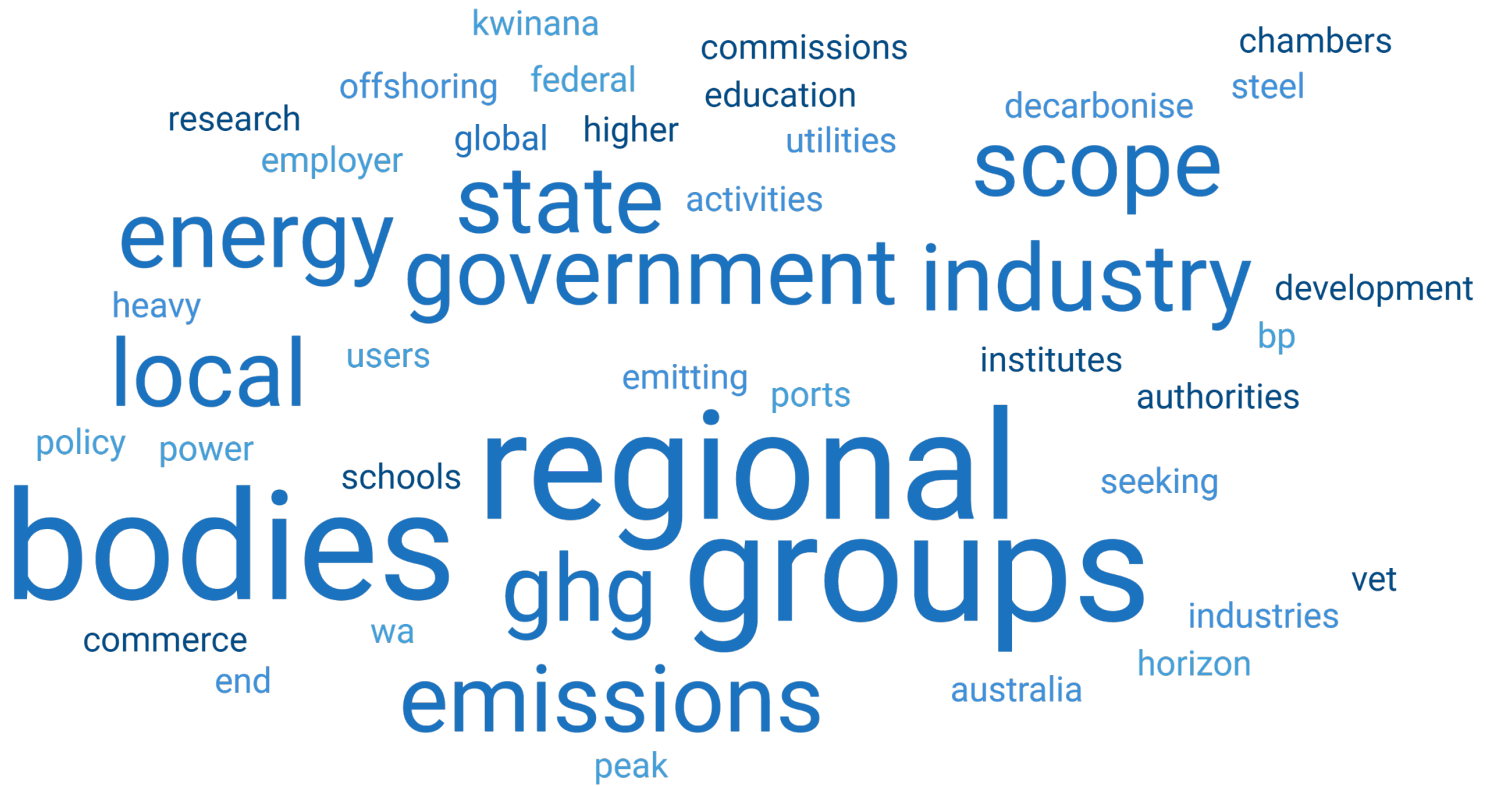 kwinana
commissions
chambers
offshoring
federal
education
decarbonise
steel
research
global
higher
utilities
employer
scope
state
activities
energy
government
industry
development
heavy
bp
local
users
institutes
emitting
ports
authorities
policy
power
schools
regional
seeking
bodies
groups
ghg
vet
industries
commerce
wa
horizon
end
emissions
australia
peak